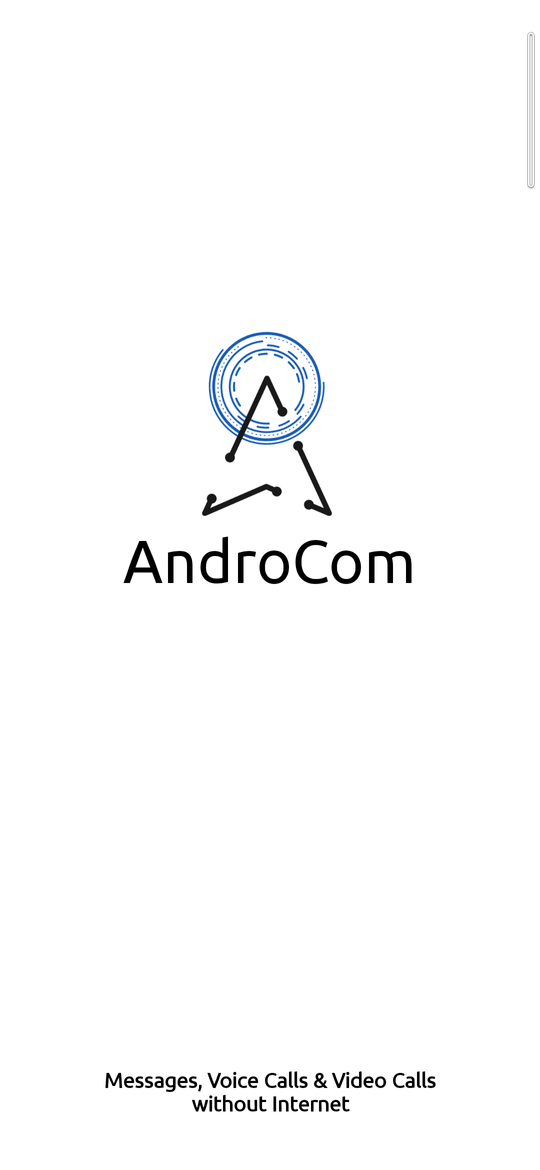 AndroCom
Messages, Voice Calls & Video Calls
without Internet